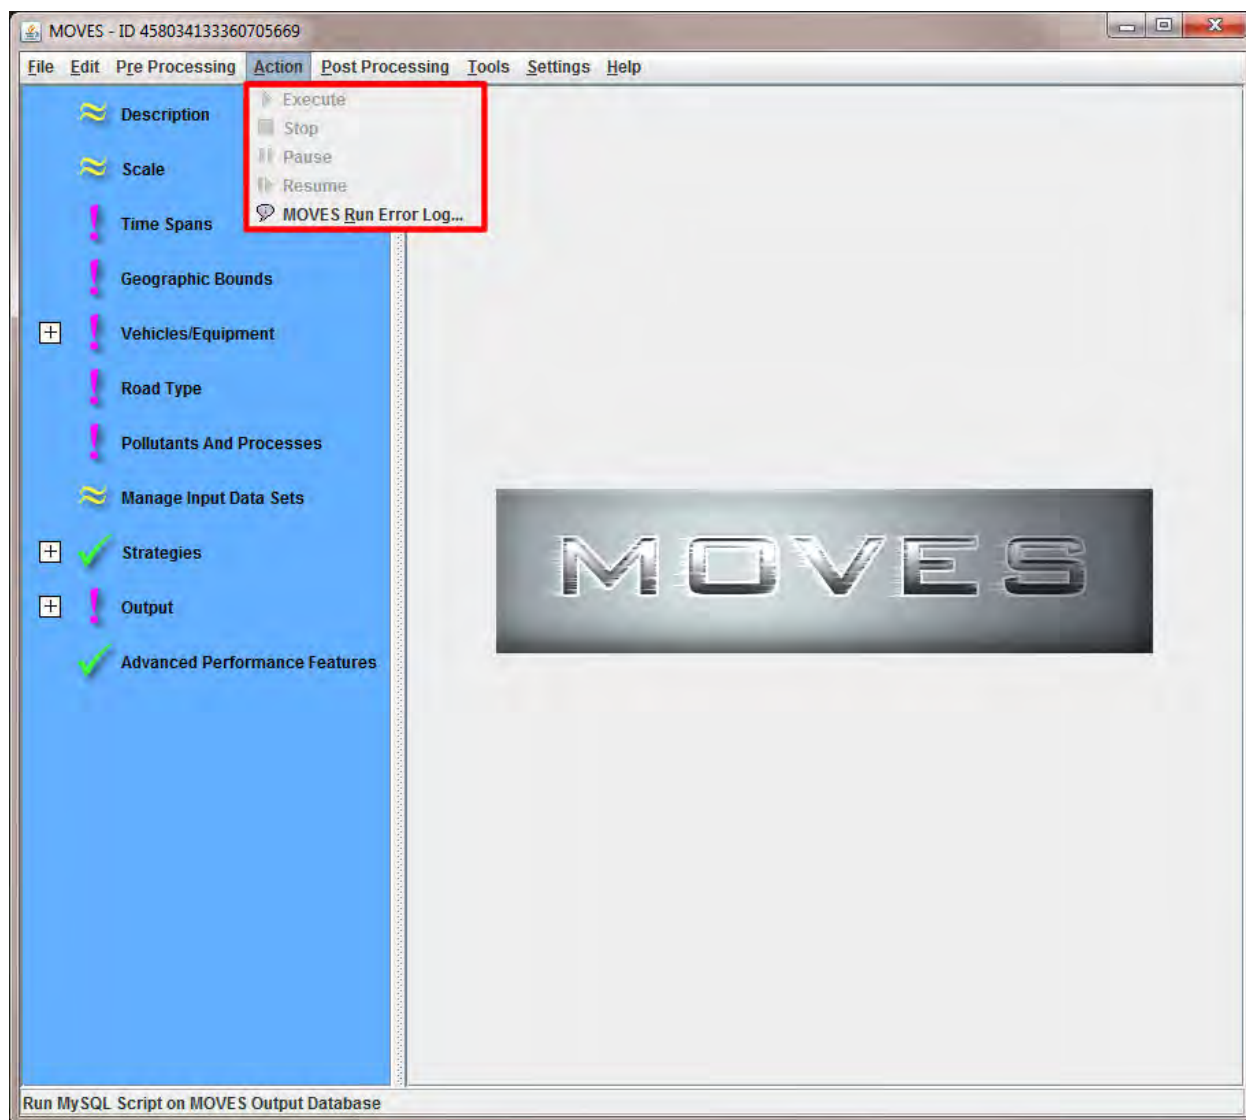 MOVES - ID 458034133360705669
File Edit Pre Processing Action Post Processing Tools Settings Help
Execute
Stop
Pause
Resume
MOVES Run Error Log...
Description
Scale
Time Spans
Geographic Bounds
Vehicles/Equipment
Road Type
Pollutants And Processes
Manage Input Data Sets
Strategies
Output
Advanced Performance Features
MOVES
Run MySQL Script on MOVES Output Database